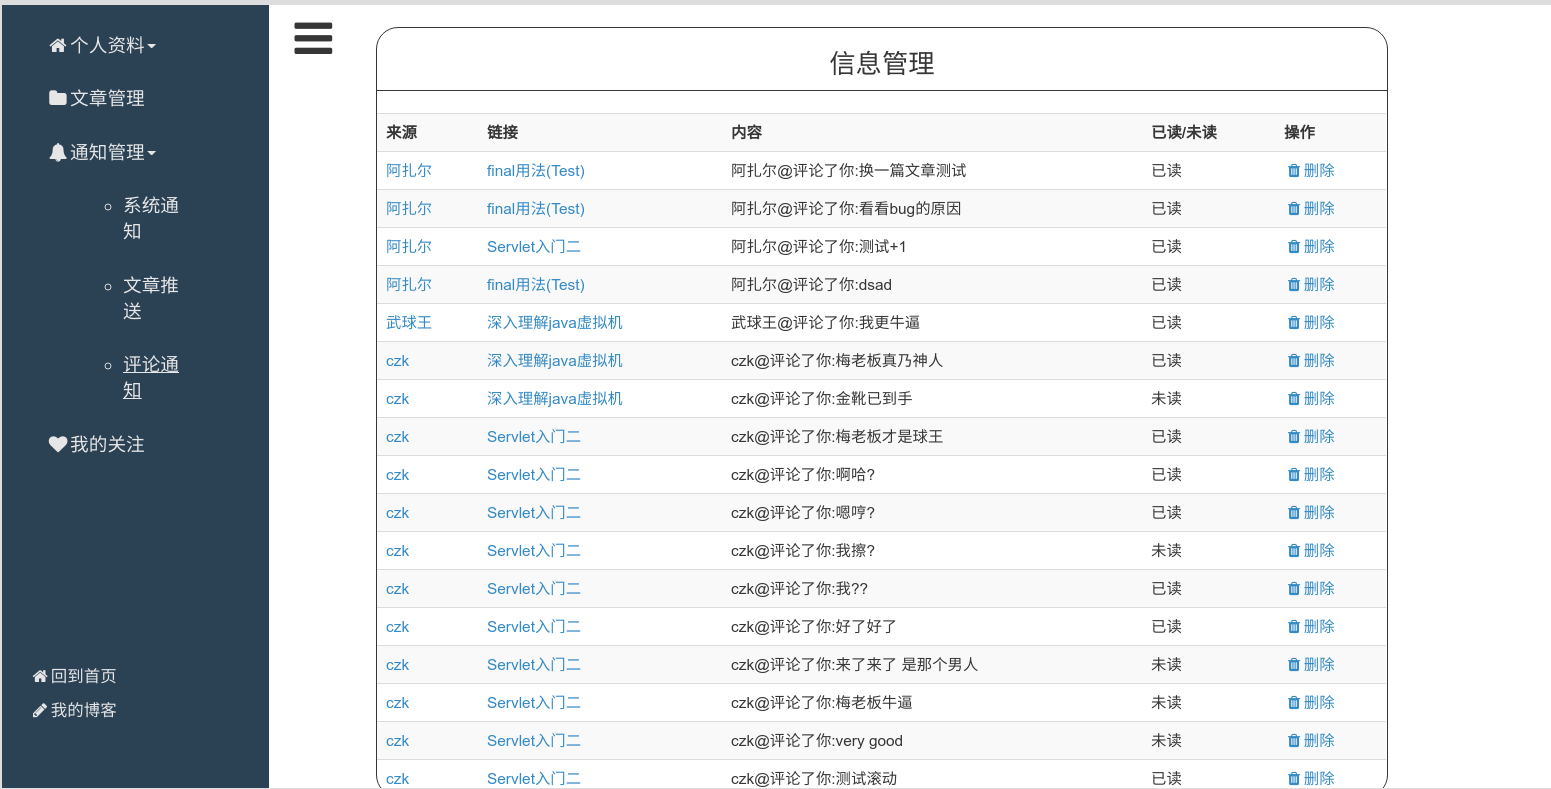 个人资料
文章管理
通知管理
系统通
知
文章推
送
评论通
知
我的关注
回到首页
我的博客
信息管理
来源 链接 内容 已读/未读 操作
阿扎尔 final用法(Test) 阿扎尔@评论了你:换一篇文章测试 已读 删除
阿扎尔 final用法(Test) 阿扎尔@评论了你:看看bug的原因 已读 删除
阿扎尔 Servlet入门二 阿扎尔@评论了你:测试+1 已读 删除
阿扎尔 final用法(Test) 阿扎尔@评论了你:dsad 已读 删除
武球王 深入理解java虚拟机 武球王@评论了你:我更牛逼 已读 删除
czk 深入理解java虚拟机 czk@评论了你:梅老板真乃神人 已读 删除
czk 深入理解java虚拟机 czk@评论了你:金靴已到手 未读 删除
czk Servlet入门二 czk@评论了你:梅老板才是球王 已读 删除
czk Servlet入门二 czk@评论了你:啊哈? 已读 删除
czk Servlet入门二 czk@评论了你:嗯哼? 已读 删除
czk Servlet入门二 czk@评论了你:我擦? 未读 删除
czk Servlet入门二 czk@评论了你:我?? 已读 删除
czk Servlet入门二 czk@评论了你:好了好了 已读 删除
czk Servlet入门二 czk@评论了你:来了来了 是那个男人 未读 删除
czk Servlet入门二 czk@评论了你:梅老板牛逼 未读 删除
czk Servlet入门二 czk@评论了你:very good 未读 删除
czk Servlet入门二 czk@评论了你:测试滚动 已读 删除